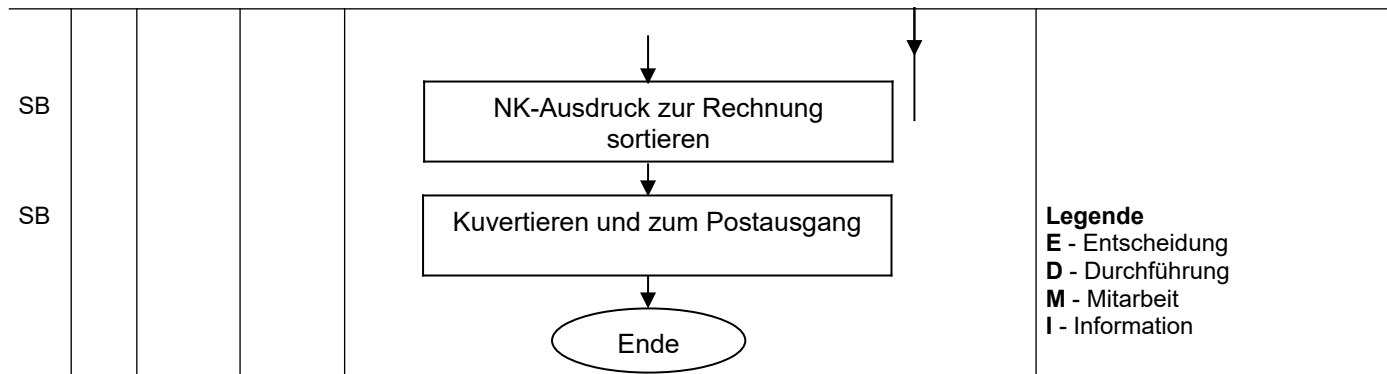 SB
NK-Ausdruck zur Rechnung
sortieren
SB
Kuvertieren und zum Postausgang
Legende
E - Entscheidung
D - Durchführung
M - Mitarbeit
I - Information
Ende